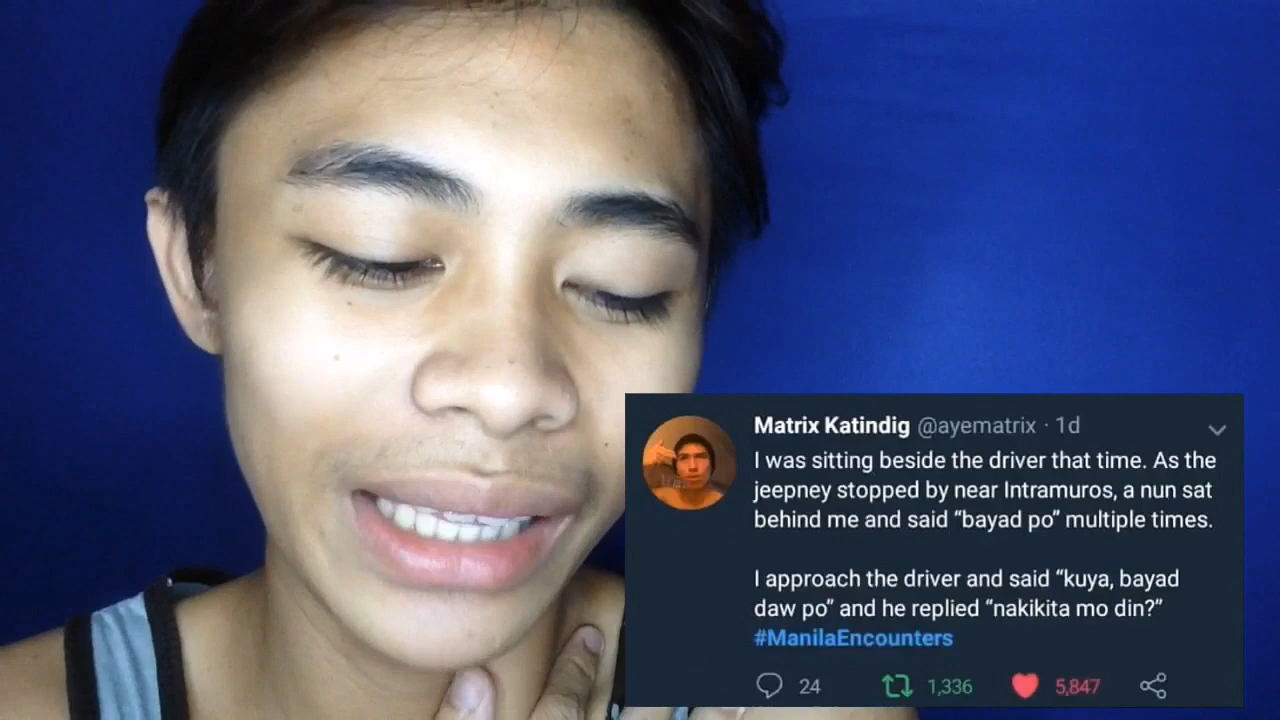 Matrix Katindig @ayematrix · 1d
I was sitting beside the driver that time. As the
jeepney stopped by near Intramuros, a nun sat
behind me and said “bayad po” multiple times.
I approach the driver and said “kuya, bayad
daw po” and he replied “nakikita mo din?”
#ManilaEncounters
24 1,336 5,847